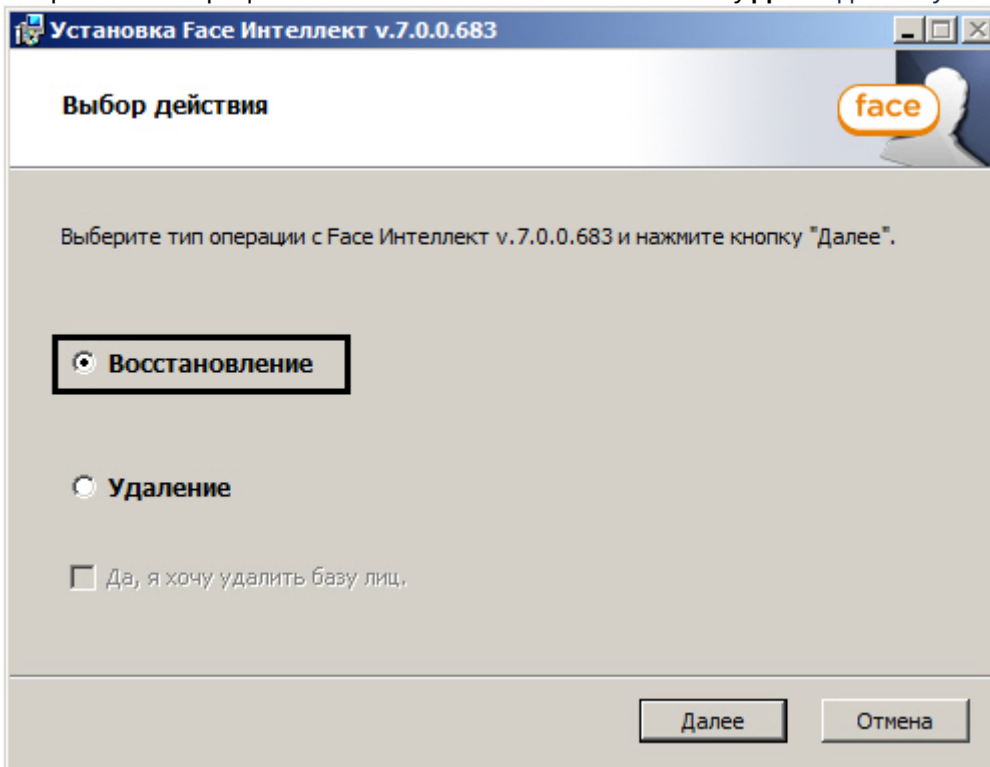 Установка Face Интеллект v.7.0.0.683
Выбор действия
face
Выберите тип операции с Face Интеллект v.7.0.0.683 и нажмите кнопку "Далее".
Восстановление
Удаление
Да, я хочу удалить базу лиц.
Далее
Отмена